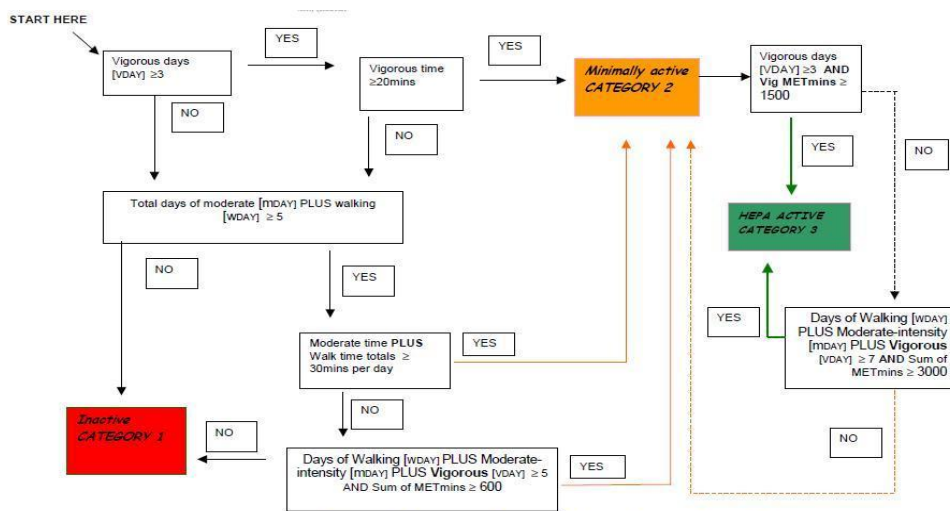 START HERE
Vigorous days
[VDAY] ≥3
YES
Vigorous time
≥20mins
YES
Minimally active
CATEGORY 2
Vigorous days
[VDAY] ≥3 AND
Vig METmins ≥
1500
NO
NO
YES
NO
Total days of moderate [mDAY] PLUS walking
[WDAY] ≥ 5
HEPA ACTIVE
CATEGORY 3
NO
YES
YES
Days of Walking [WDAY]
PLUS Moderate-intensity
[mDAY] PLUS Vigorous
[VDAY] ≥ 7 AND Sum of
METmins ≥ 3000
Moderate time PLUS
Walk time totals ≥
30mins per day
YES
Inactive
CATEGORY 1
NO
NO
NO
Days of Walking [WDAY] PLUS Moderate-
intensity [mDAY] PLUS Vigorous [VDAY] ≥ 5
AND Sum of METmins ≥ 600
YES